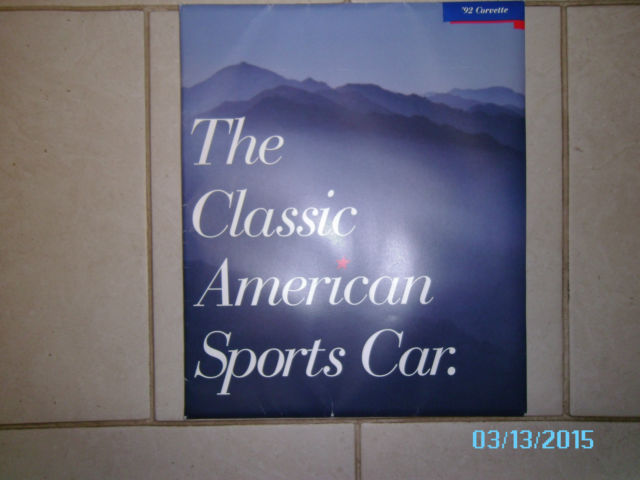 '92 Corvette
The
Classic
American
Sports Car.
03/13/2015